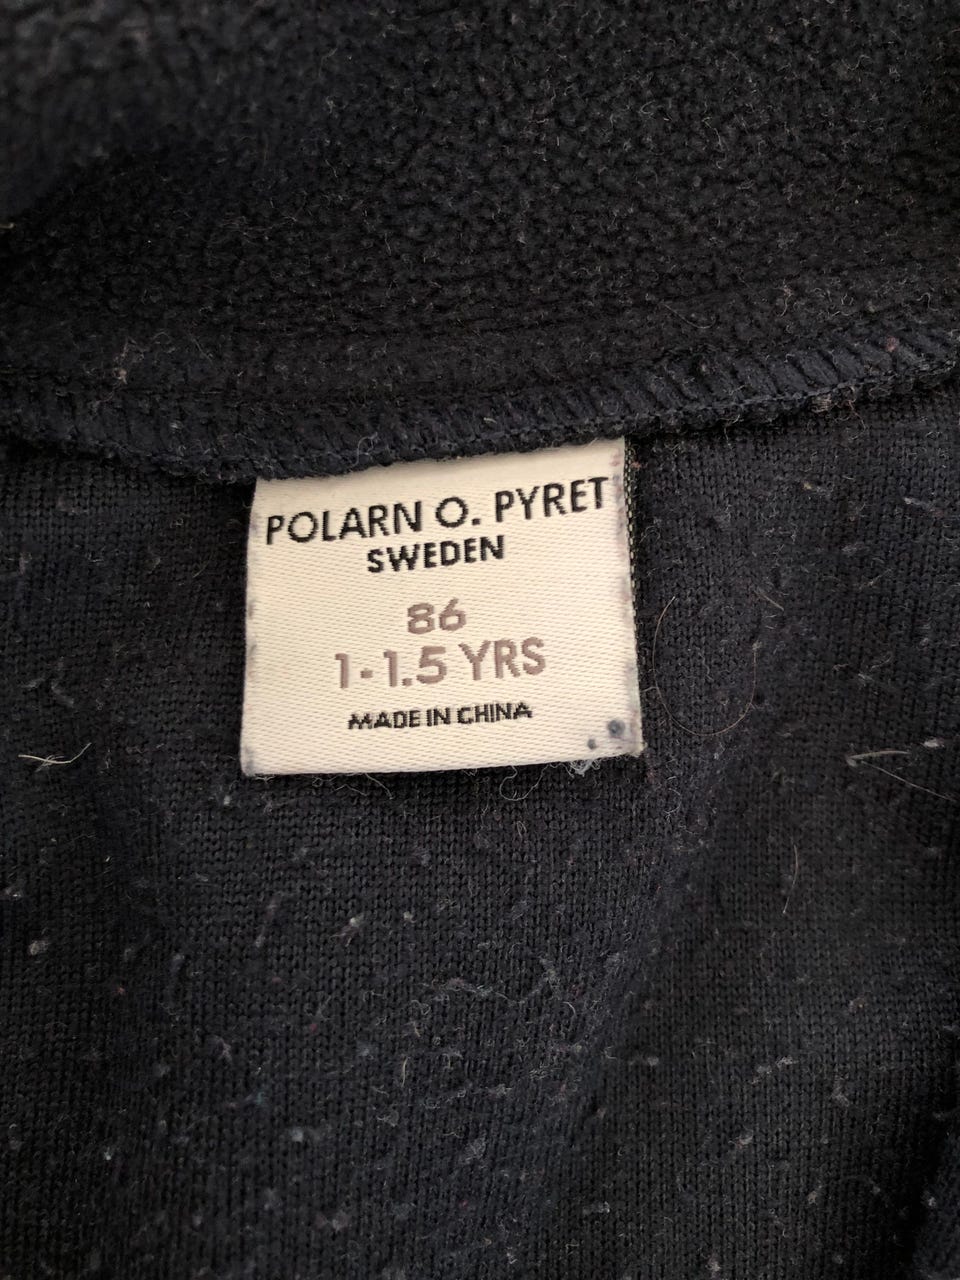 POLARN O. PYRET
SWEDEN
86
1-1.5 YRS
MADE IN CHINA